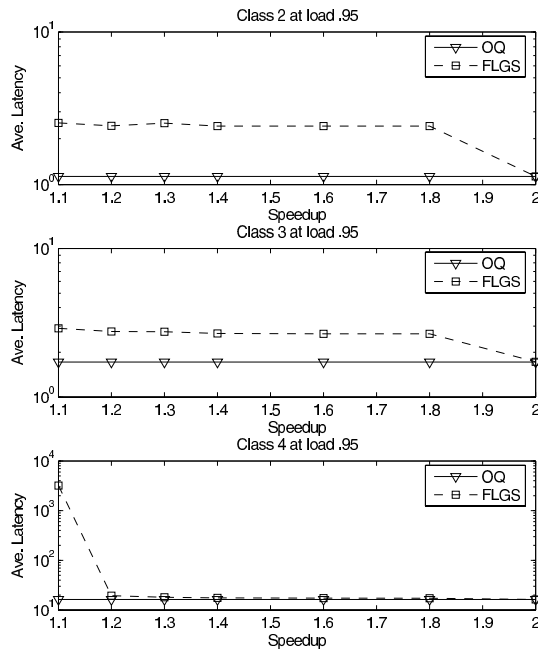 Class 2 at load .95
10^1
OQ
FLGS
Ave. Latency
10^0
1.1 1.2 1.3 1.4 1.5 1.6 1.7 1.8 1.9 2
Speedup
Class 3 at load .95
10^1
OQ
FLGS
Ave. Latency
10^0
1.1 1.2 1.3 1.4 1.5 1.6 1.7 1.8 1.9 2
Speedup
Class 4 at load .95
10^4
OQ
FLGS
10^3
Ave. Latency
10^2
10^1
1.1 1.2 1.3 1.4 1.5 1.6 1.7 1.8 1.9 2
Speedup